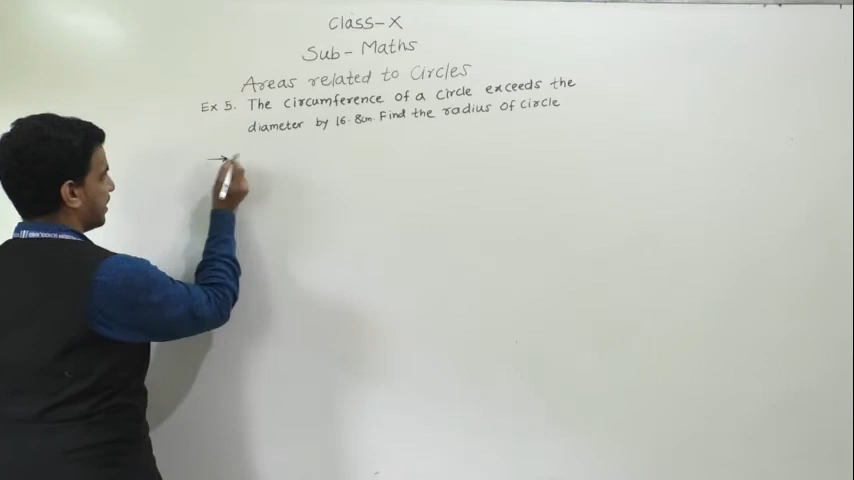 Class-X
Sub - Maths
Areas related to Circles
Ex 5. The circumference of a circle exceeds the
diameter by 16.8cm. Find the radius of circle
→